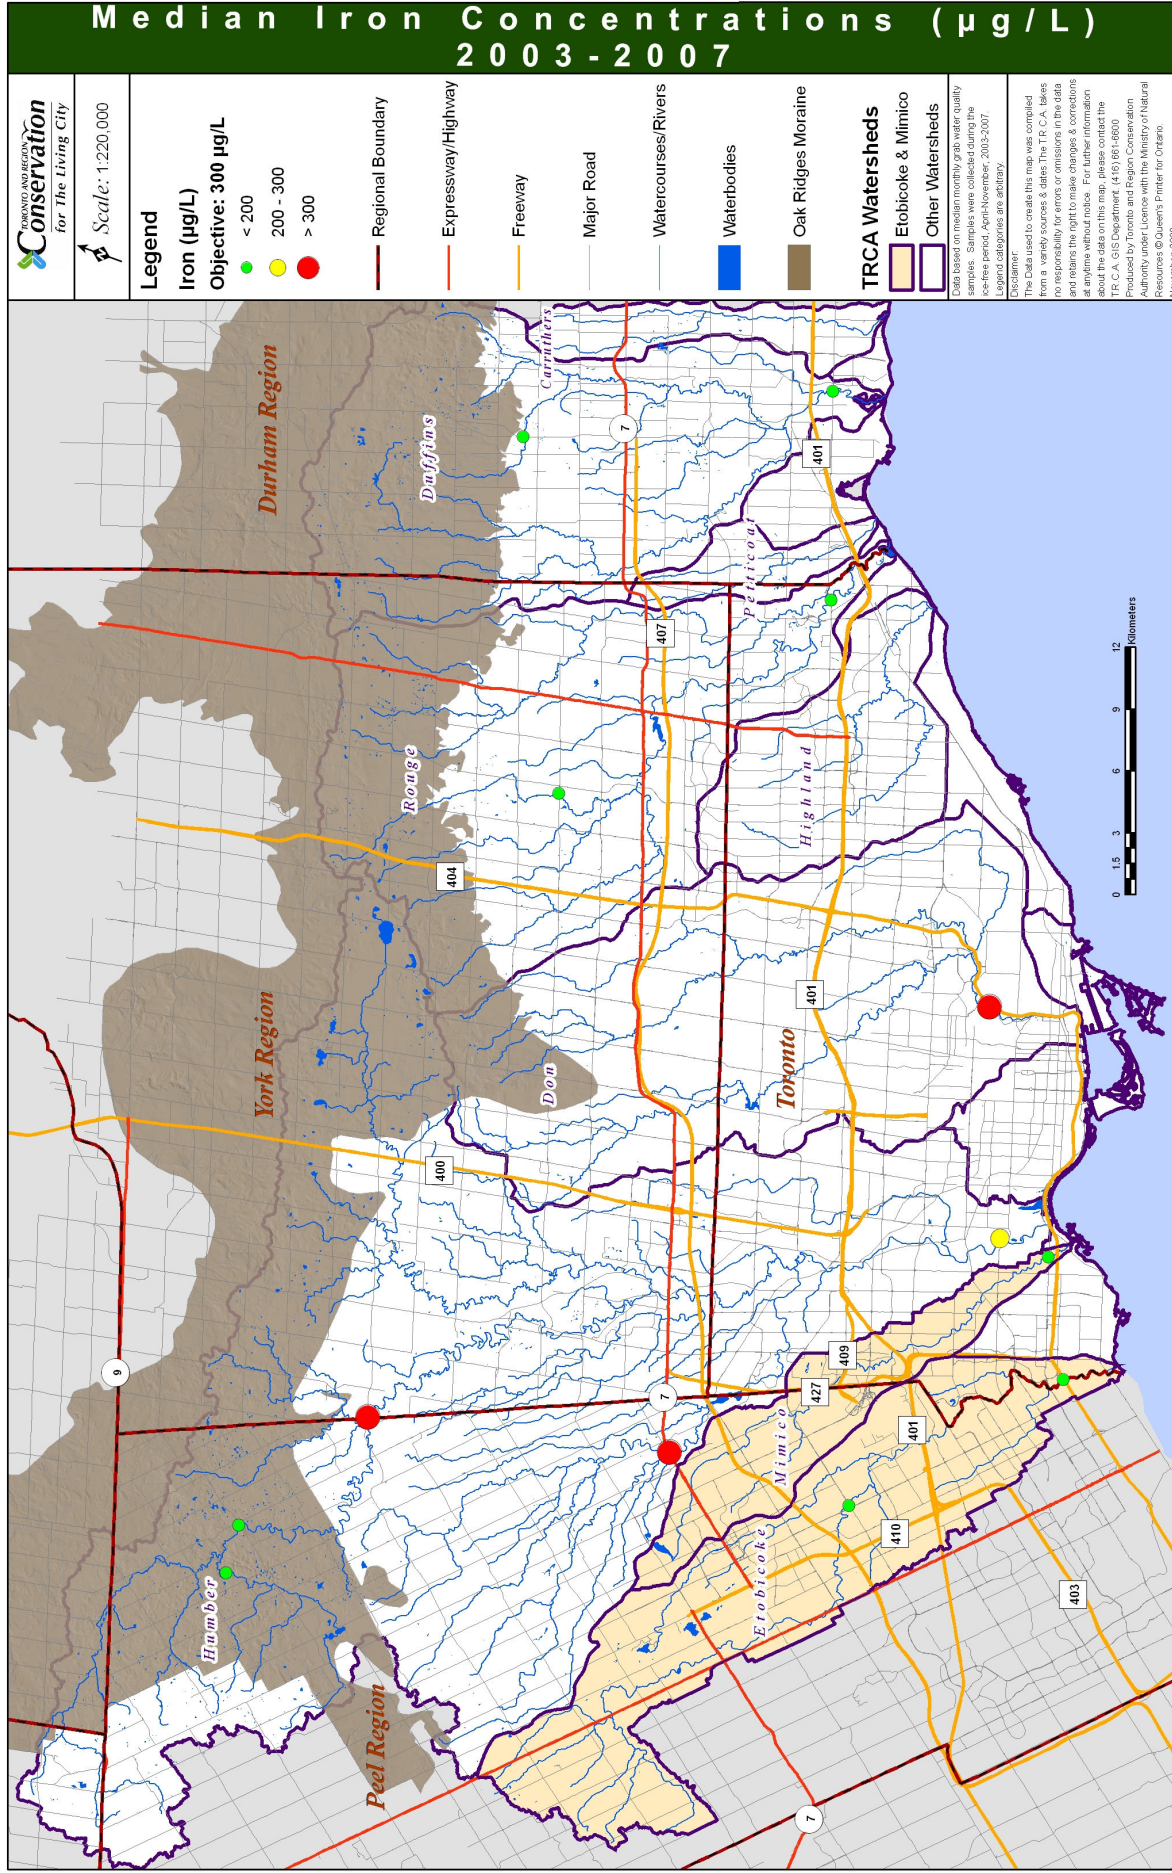 Median Iron Concentrations (µg/L)
2003-2007
TORONTO AND REGION
Conservation
for The Living City
Scale: 1:220,000
Legend
Iron (µg/L)
Objective: 300 µg/L
< 200
200 - 300
> 300
Regional Boundary
Expressway/Highway
Freeway
Major Road
Watercourses/Rivers
Waterbodies
Oak Ridges Moraine
TRCA Watersheds
Etobicoke & Mimico
Other Watersheds
Data based on median monthly grab water quality
samples. Samples were collected during the
ice-free period, April-November, 2003-2007.
Legend categories are arbitrary.
Disclaimer:
The Data used to create this map was compiled
from a variety sources & dates. The T.R.C.A. takes
no responsibility for errors or omissions in the data
and retains the right to make changes & corrections
at anytime without notice. For further information
about the data on this map, please contact the
T.R.C.A. GIS Department. (416) 661-6600
Produced by Toronto and Region Conservation
Authority under Licence with the Ministry of Natural
Resources © Queen's Printer for Ontario.
Durham Region
York Region
Peel Region
Toronto
Carruthers
Duffins
Petticoat
Rouge
Highland
Don
Humber
Mimico
Etobicoke
9
7
7
7
400
404
407
401
401
401
409
427
410
403
0
1.5
3
6
9
12
Kilometers